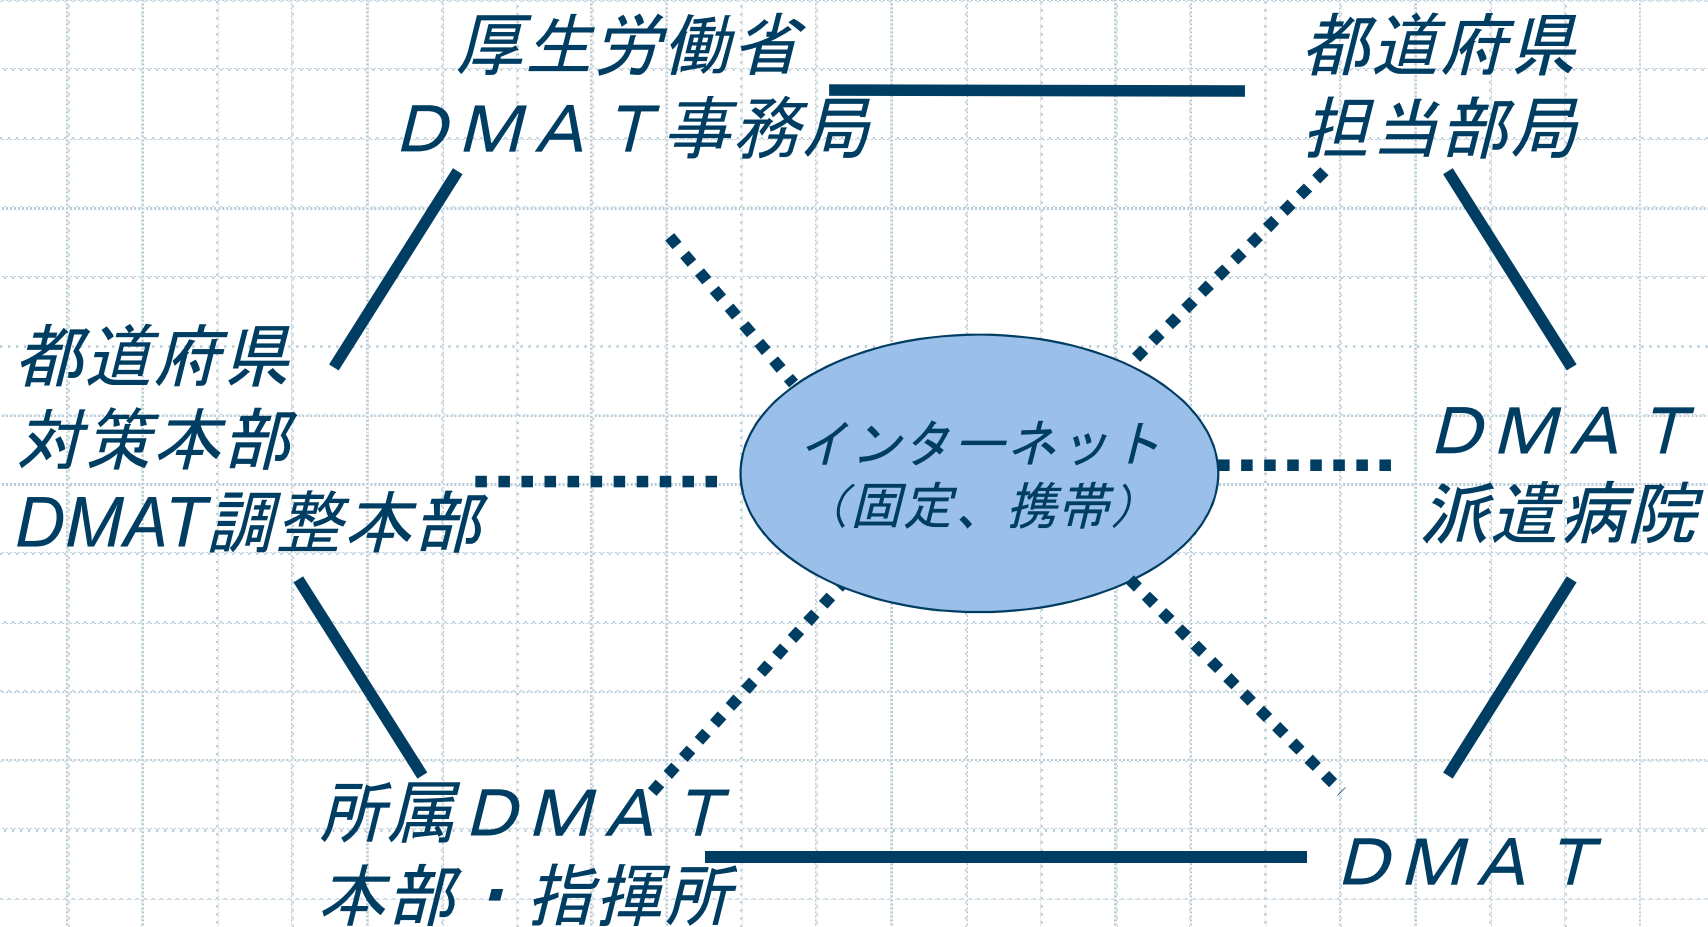 厚生労働省
ＤＭＡＴ事務局
都道府県
担当部局
都道府県
対策本部
DMAT調整本部
インターネット
（固定、携帯）
ＤＭＡＴ
派遣病院
所属ＤＭＡＴ
本部・指揮所
ＤＭＡＴ